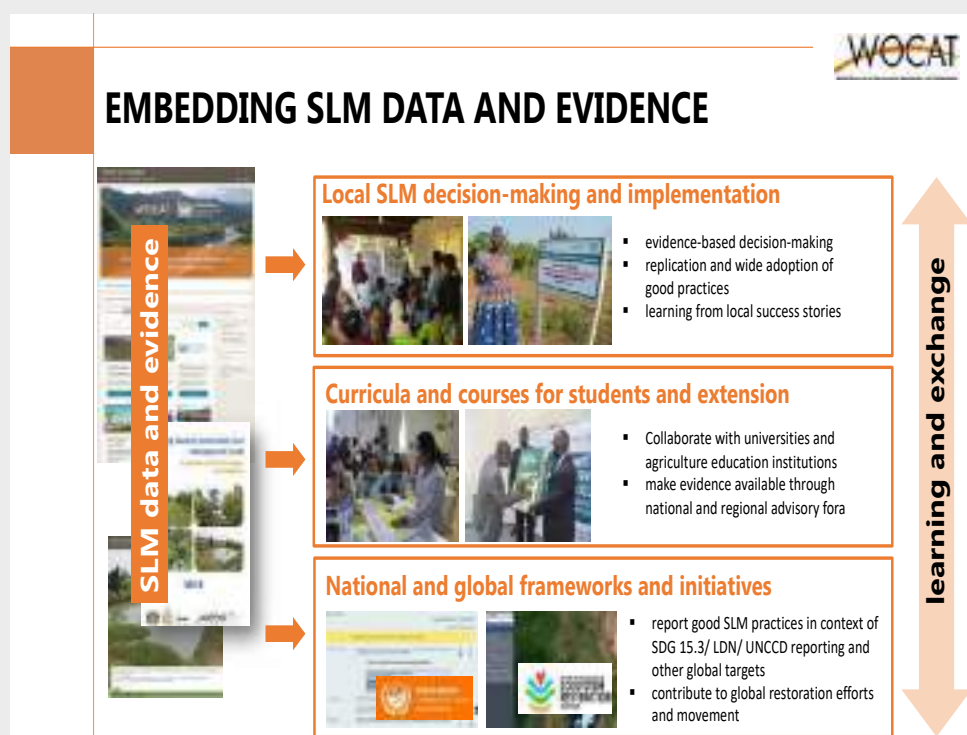 WOCAT
EMBEDDING SLM DATA AND EVIDENCE
SLM data and evidence
Local SLM decision-making and implementation
▪ evidence-based decision-making
▪ replication and wide adoption of
good practices
▪ learning from local success stories
Curricula and courses for students and extension
▪ Collaborate with universities and
agriculture education institutions
▪ make evidence available through
national and regional advisory fora
National and global frameworks and initiatives
▪ report good SLM practices in context of
SDG 15.3/ LDN/ UNCCD reporting and
other global targets
▪ contribute to global restoration efforts
and movement
learning and exchange